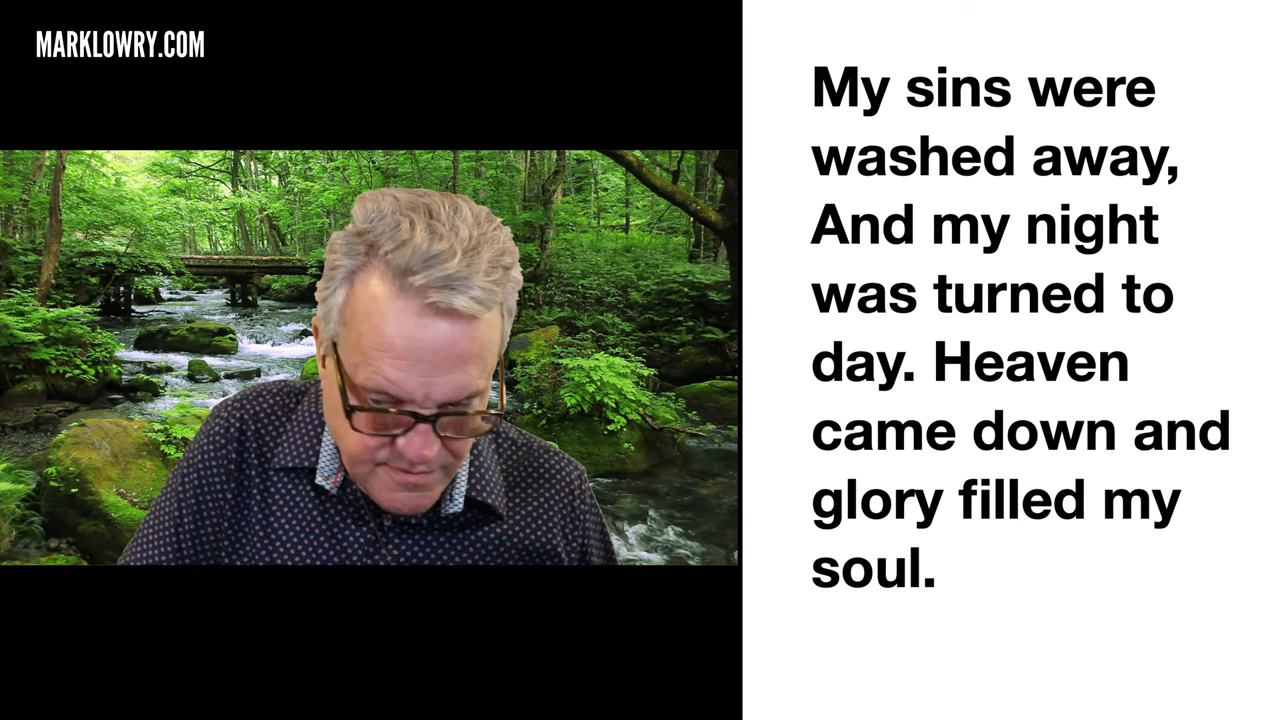 MARKLOWRY.COM
My sins were
washed away,
And my night
was turned to
day. Heaven
came down and
glory filled my
soul.